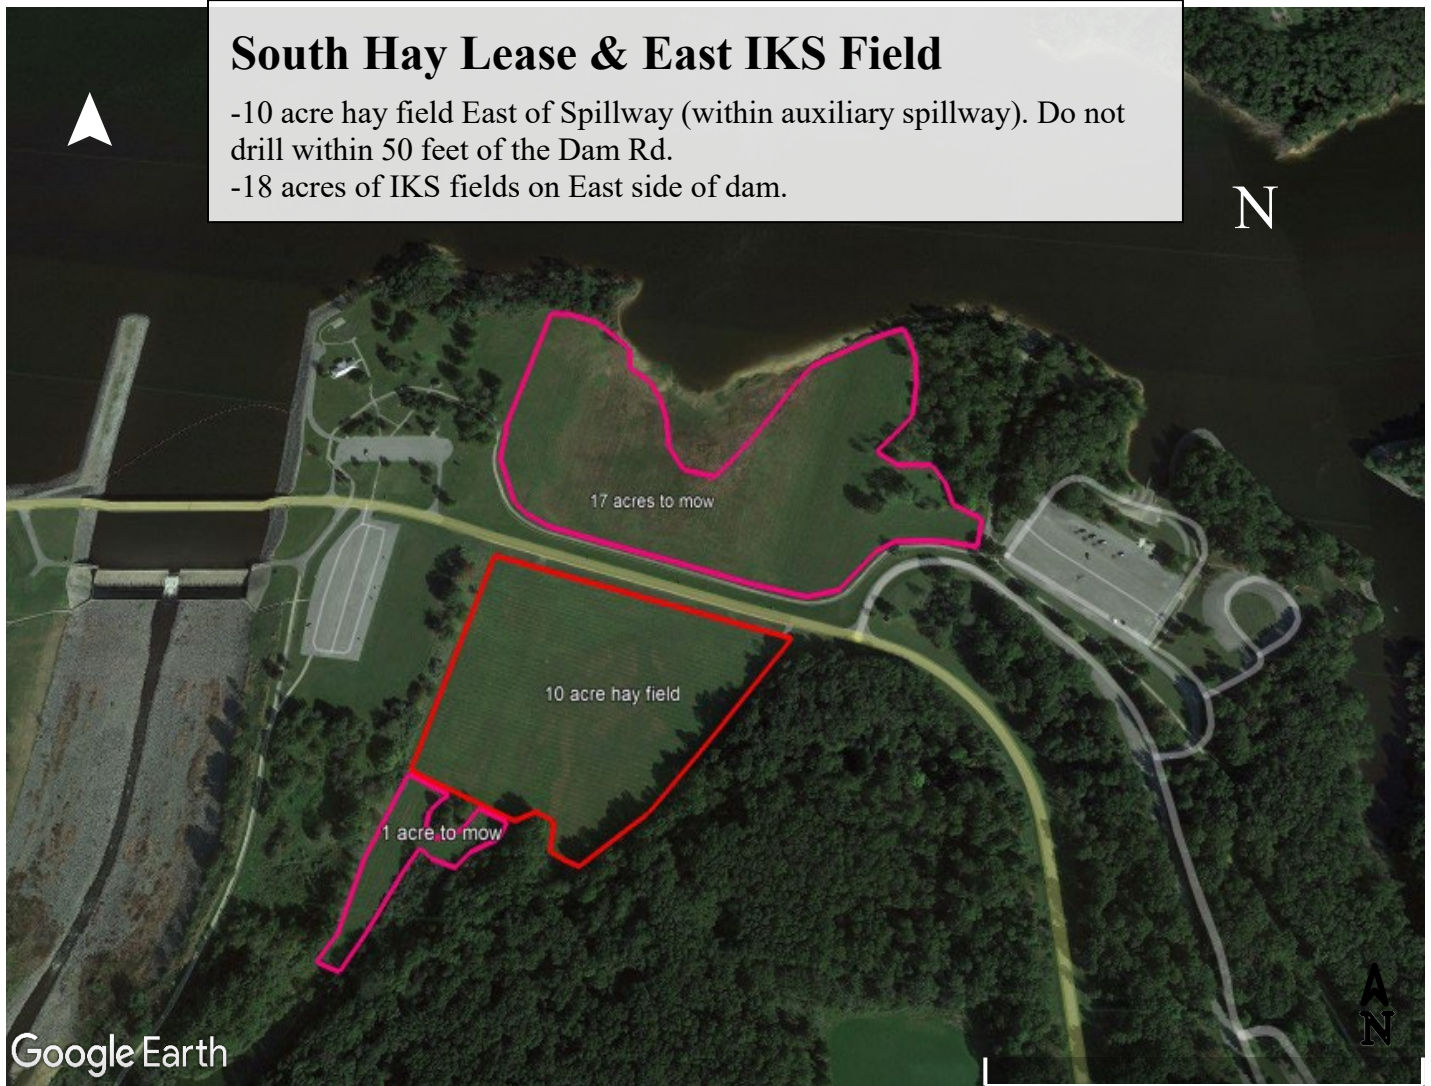 South Hay Lease & East IKS Field
-10 acre hay field East of Spillway (within auxiliary spillway). Do not
drill within 50 feet of the Dam Rd.
-18 acres of IKS fields on East side of dam.
N
17 acres to mow
10 acre hay field
1 acre to mow
N
Google Earth